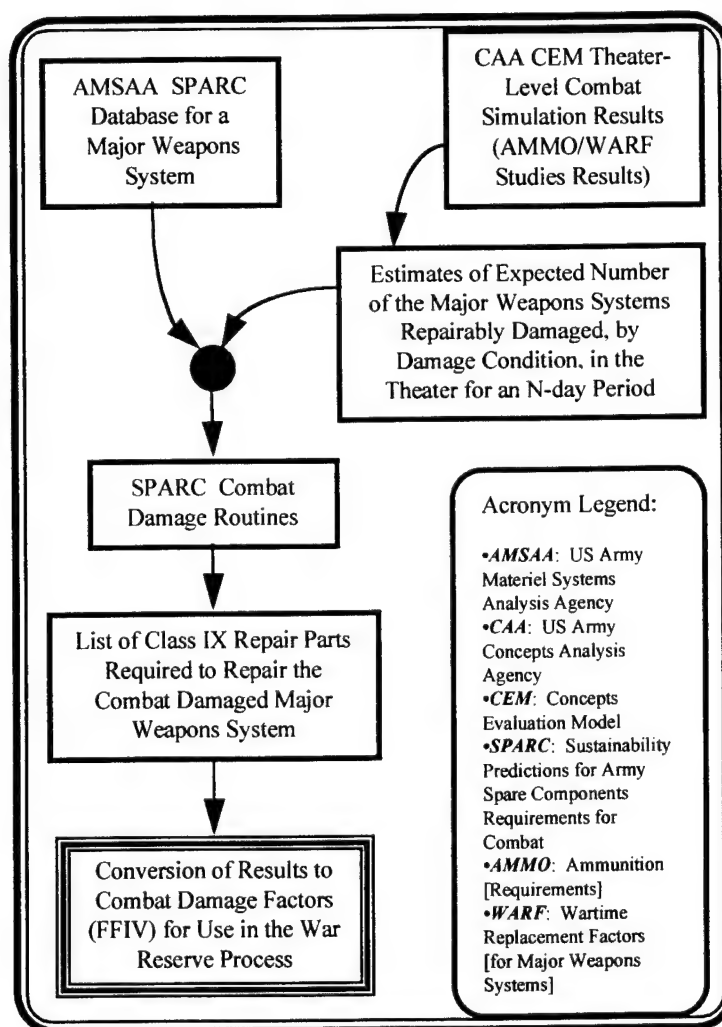 AMSAA SPARC
Database for a
Major Weapons
System
CAA CEM Theater-
Level Combat
Simulation Results
(AMMO/WARF
Studies Results)
Estimates of Expected Number
of the Major Weapons Systems
Repairably Damaged, by
Damage Condition, in the
Theater for an N-day Period
SPARC Combat
Damage Routines
List of Class IX Repair Parts
Required to Repair the
Combat Damaged Major
Weapons System
Conversion of Results to
Combat Damage Factors
(FFIV) for Use in the War
Reserve Process
Acronym Legend:
•AMSAA: US Army
Materiel Systems
Analysis Agency
•CAA: US Army
Concepts Analysis
Agency
•CEM: Concepts
Evaluation Model
•SPARC: Sustainability
Predictions for Army
Spare Components
Requirements for
Combat
•AMMO: Ammunition
[Requirements]
•WARF: Wartime
Replacement Factors
[for Major Weapons
Systems]